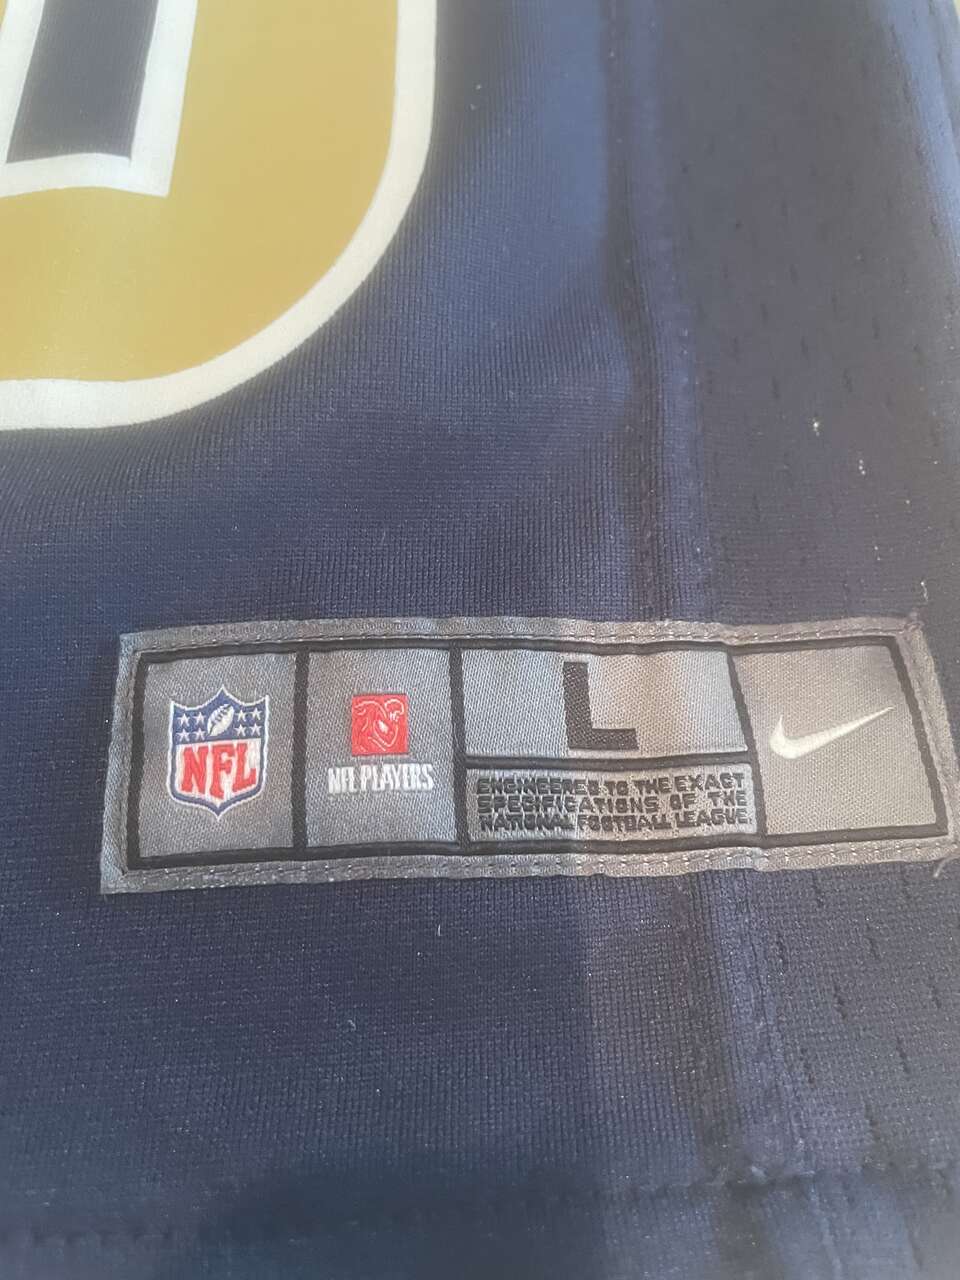 NFL
NFL PLAYERS
L
ENGINEERED TO THE EXACT
SPECIFICATIONS OF THE
NATIONAL FOOTBALL LEAGUE.